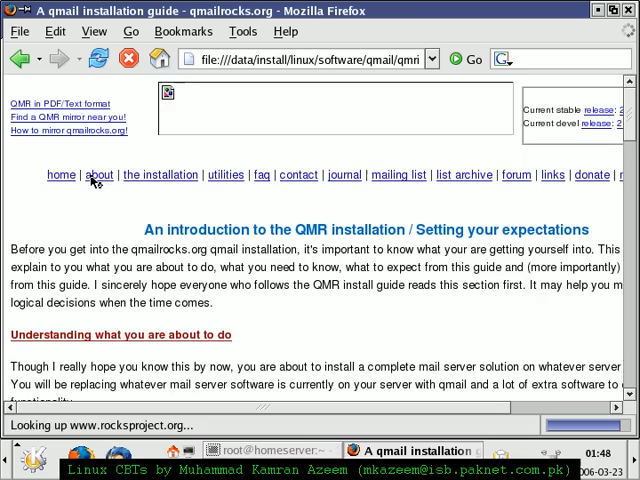 A qmail installation guide - qmailrocks.org - Mozilla Firefox
File Edit View Go Bookmarks Tools Help
file:///data/install/linux/software/qmail/qmri Go G
QMR in PDF/Text format
Find a QMR mirror near you!
How to mirror qmailrocks.org!
Current stable release: 2
Current devel release: 2
home | about | the installation | utilities | faq | contact | journal | mailing list | list archive | forum | links | donate |
An introduction to the QMR installation / Setting your expectations
Before you get into the qmailrocks.org qmail installation, it's important to know what your are getting yourself into. This
explain to you what you are about to do, what you need to know, what to expect from this guide and (more importantly)
from this guide. I sincerely hope everyone who follows the QMR install guide reads this section first. It may help you m
logical decisions when the time comes.
Understanding what you are about to do
Though I really hope you know this by now, you are about to install a complete mail server solution on whatever server
You will be replacing whatever mail server software is currently on your server with qmail and a lot of extra software to
functionality
Looking up www.rocksproject.org...
root@homeserver:~ A qmail installation g 01:48
2006-03-23
Linux CBTs by Muhammad Kamran Azeem (mkazeem@isb.paknet.com.pk)